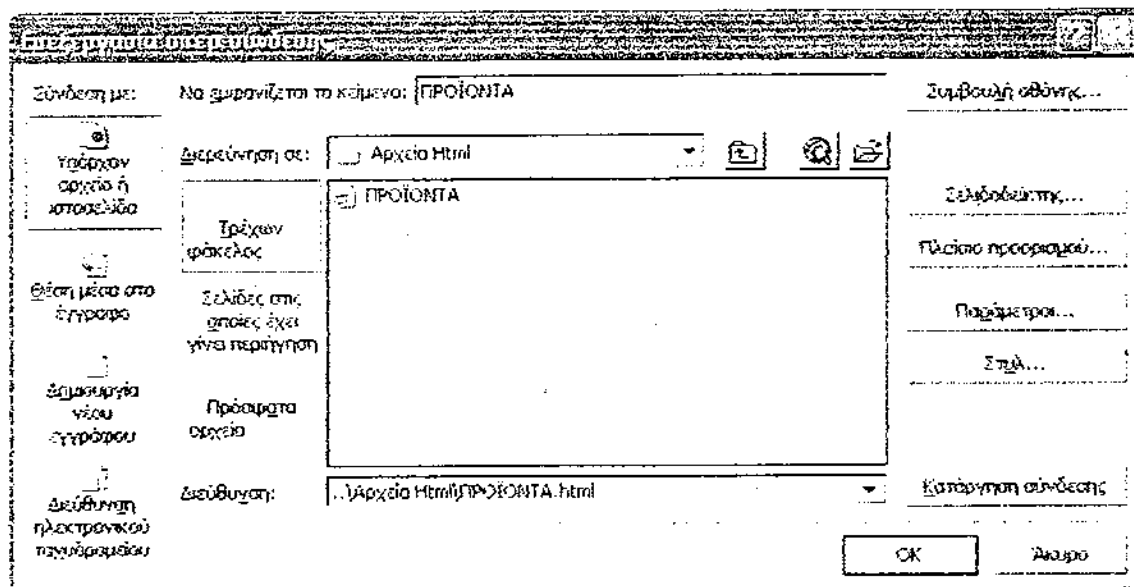 Επεξεργασία υπερσύνδεσης
Σύνδεση με:
Να εμφανίζεται το κείμενο: ΠΡΟΪΟΝΤΑ
Συμβουλή οθόνης...
Υπάρχον
αρχείο ή
ιστοσελίδα
Διερεύνηση σε:
Αρχεία Html
Τρέχων
φάκελος
ΠΡΟΪΟΝΤΑ
Σελιδοδείκτης...
Πλαίσιο προορισμού...
Θέση μέσα στο
έγγραφο
Σελίδες στις
οποίες έχει
γίνει περιήγηση
Παράμετροι...
Στυλ...
Δημιουργία
νέου
εγγράφου
Πρόσφατα
αρχεία
Διεύθυνση
ηλεκτρονικού
ταχυδρομείου
Διεύθυνση:
..\Αρχεία Html\ΠΡΟΪΟΝΤΑ.html
Κατάργηση σύνδεσης
OK
Άκυρο